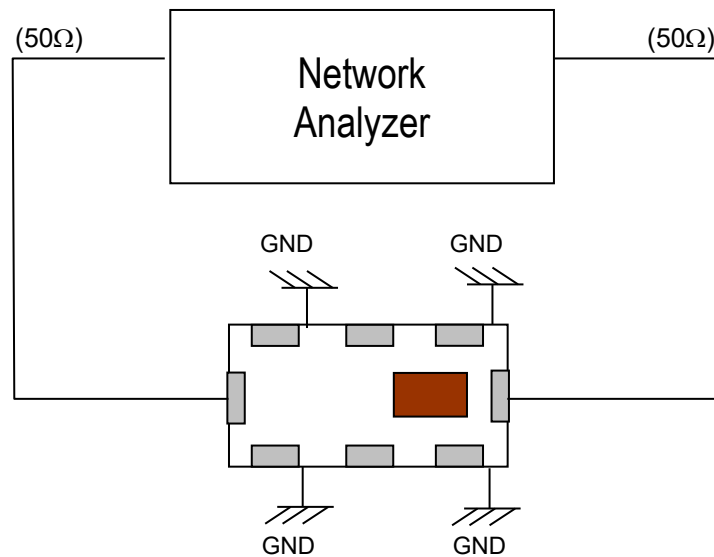 (50Ω)
(50Ω)
Network
Analyzer
GND
GND
GND
GND